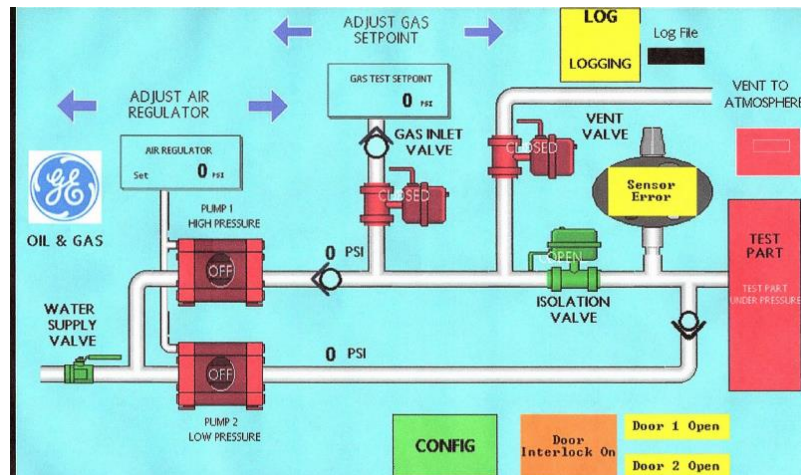 ADJUST GAS
SETPOINT
LOG
LOGGING
Log File
ADJUST AIR
REGULATOR
GAS TEST SETPOINT
0 PSI
VENT TO
ATMOSPHERE
AIR REGULATOR
Set 0 PSI
GAS INLET
VALVE
CLOSED
VENT
VALVE
CLOSED
Sensor
Error
GE
OIL & GAS
PUMP 1
HIGH PRESSURE
OFF
0 PSI
OPEN
ISOLATION
VALVE
TEST
PART
TEST PART
UNDER PRESSURE
WATER
SUPPLY
VALVE
0 PSI
OFF
PUMP 2
LOW PRESSURE
CONFIG
Door
Interlock On
Door 1 Open
Door 2 Open